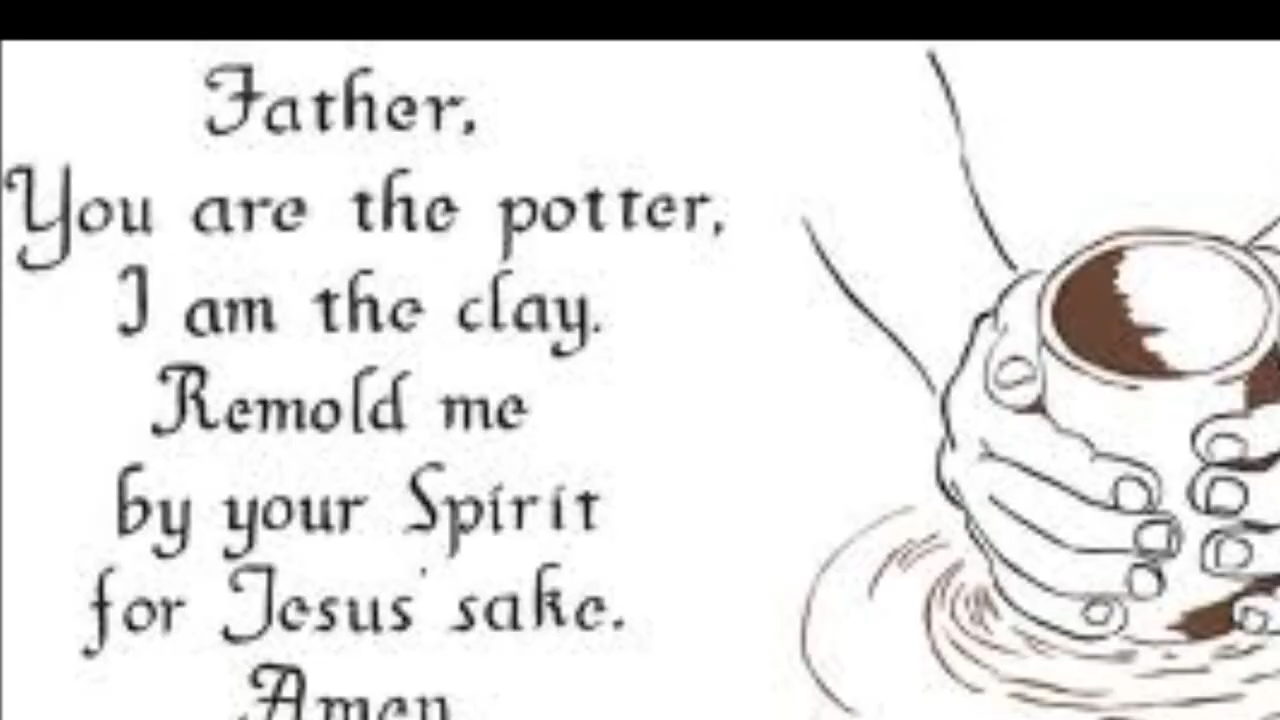 Father,
You are the potter,
I am the clay.
Remold me
by your Spirit
for Jesus' sake.
Amen